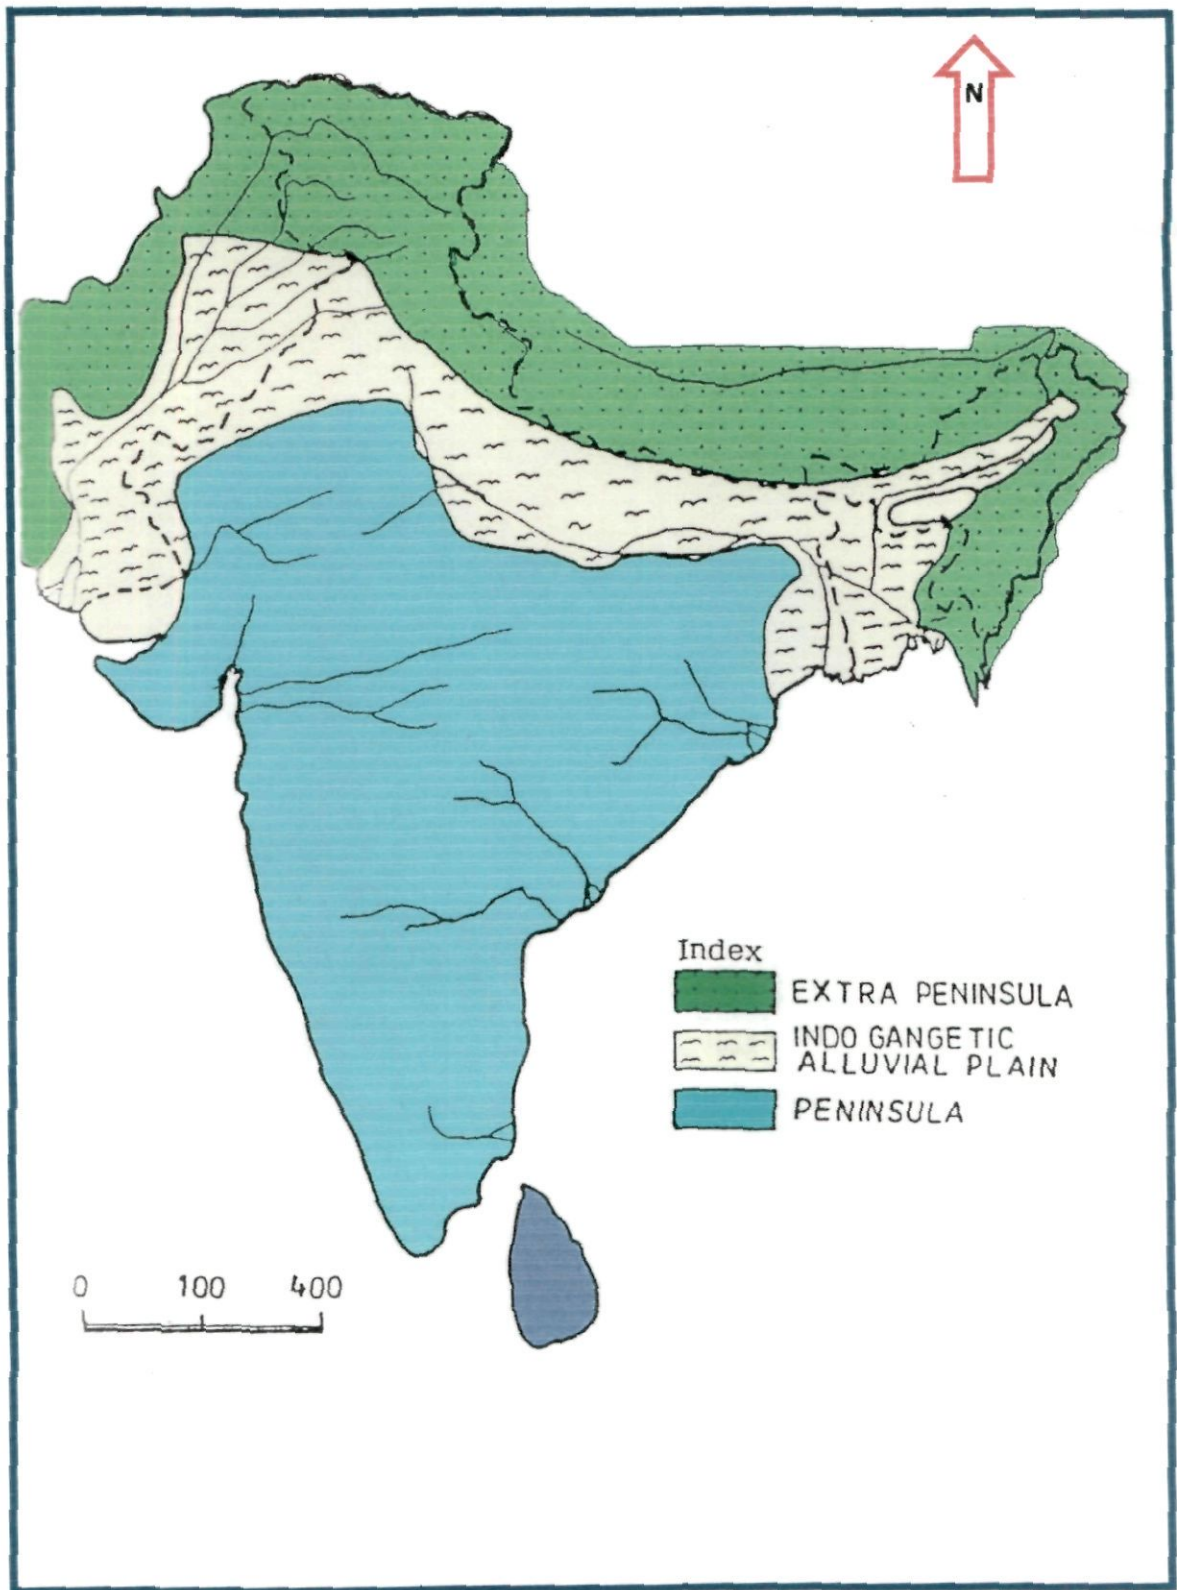 N
Index
EXTRA PENINSULA
INDO GANGETIC
ALLUVIAL PLAIN
PENINSULA
0 100 400